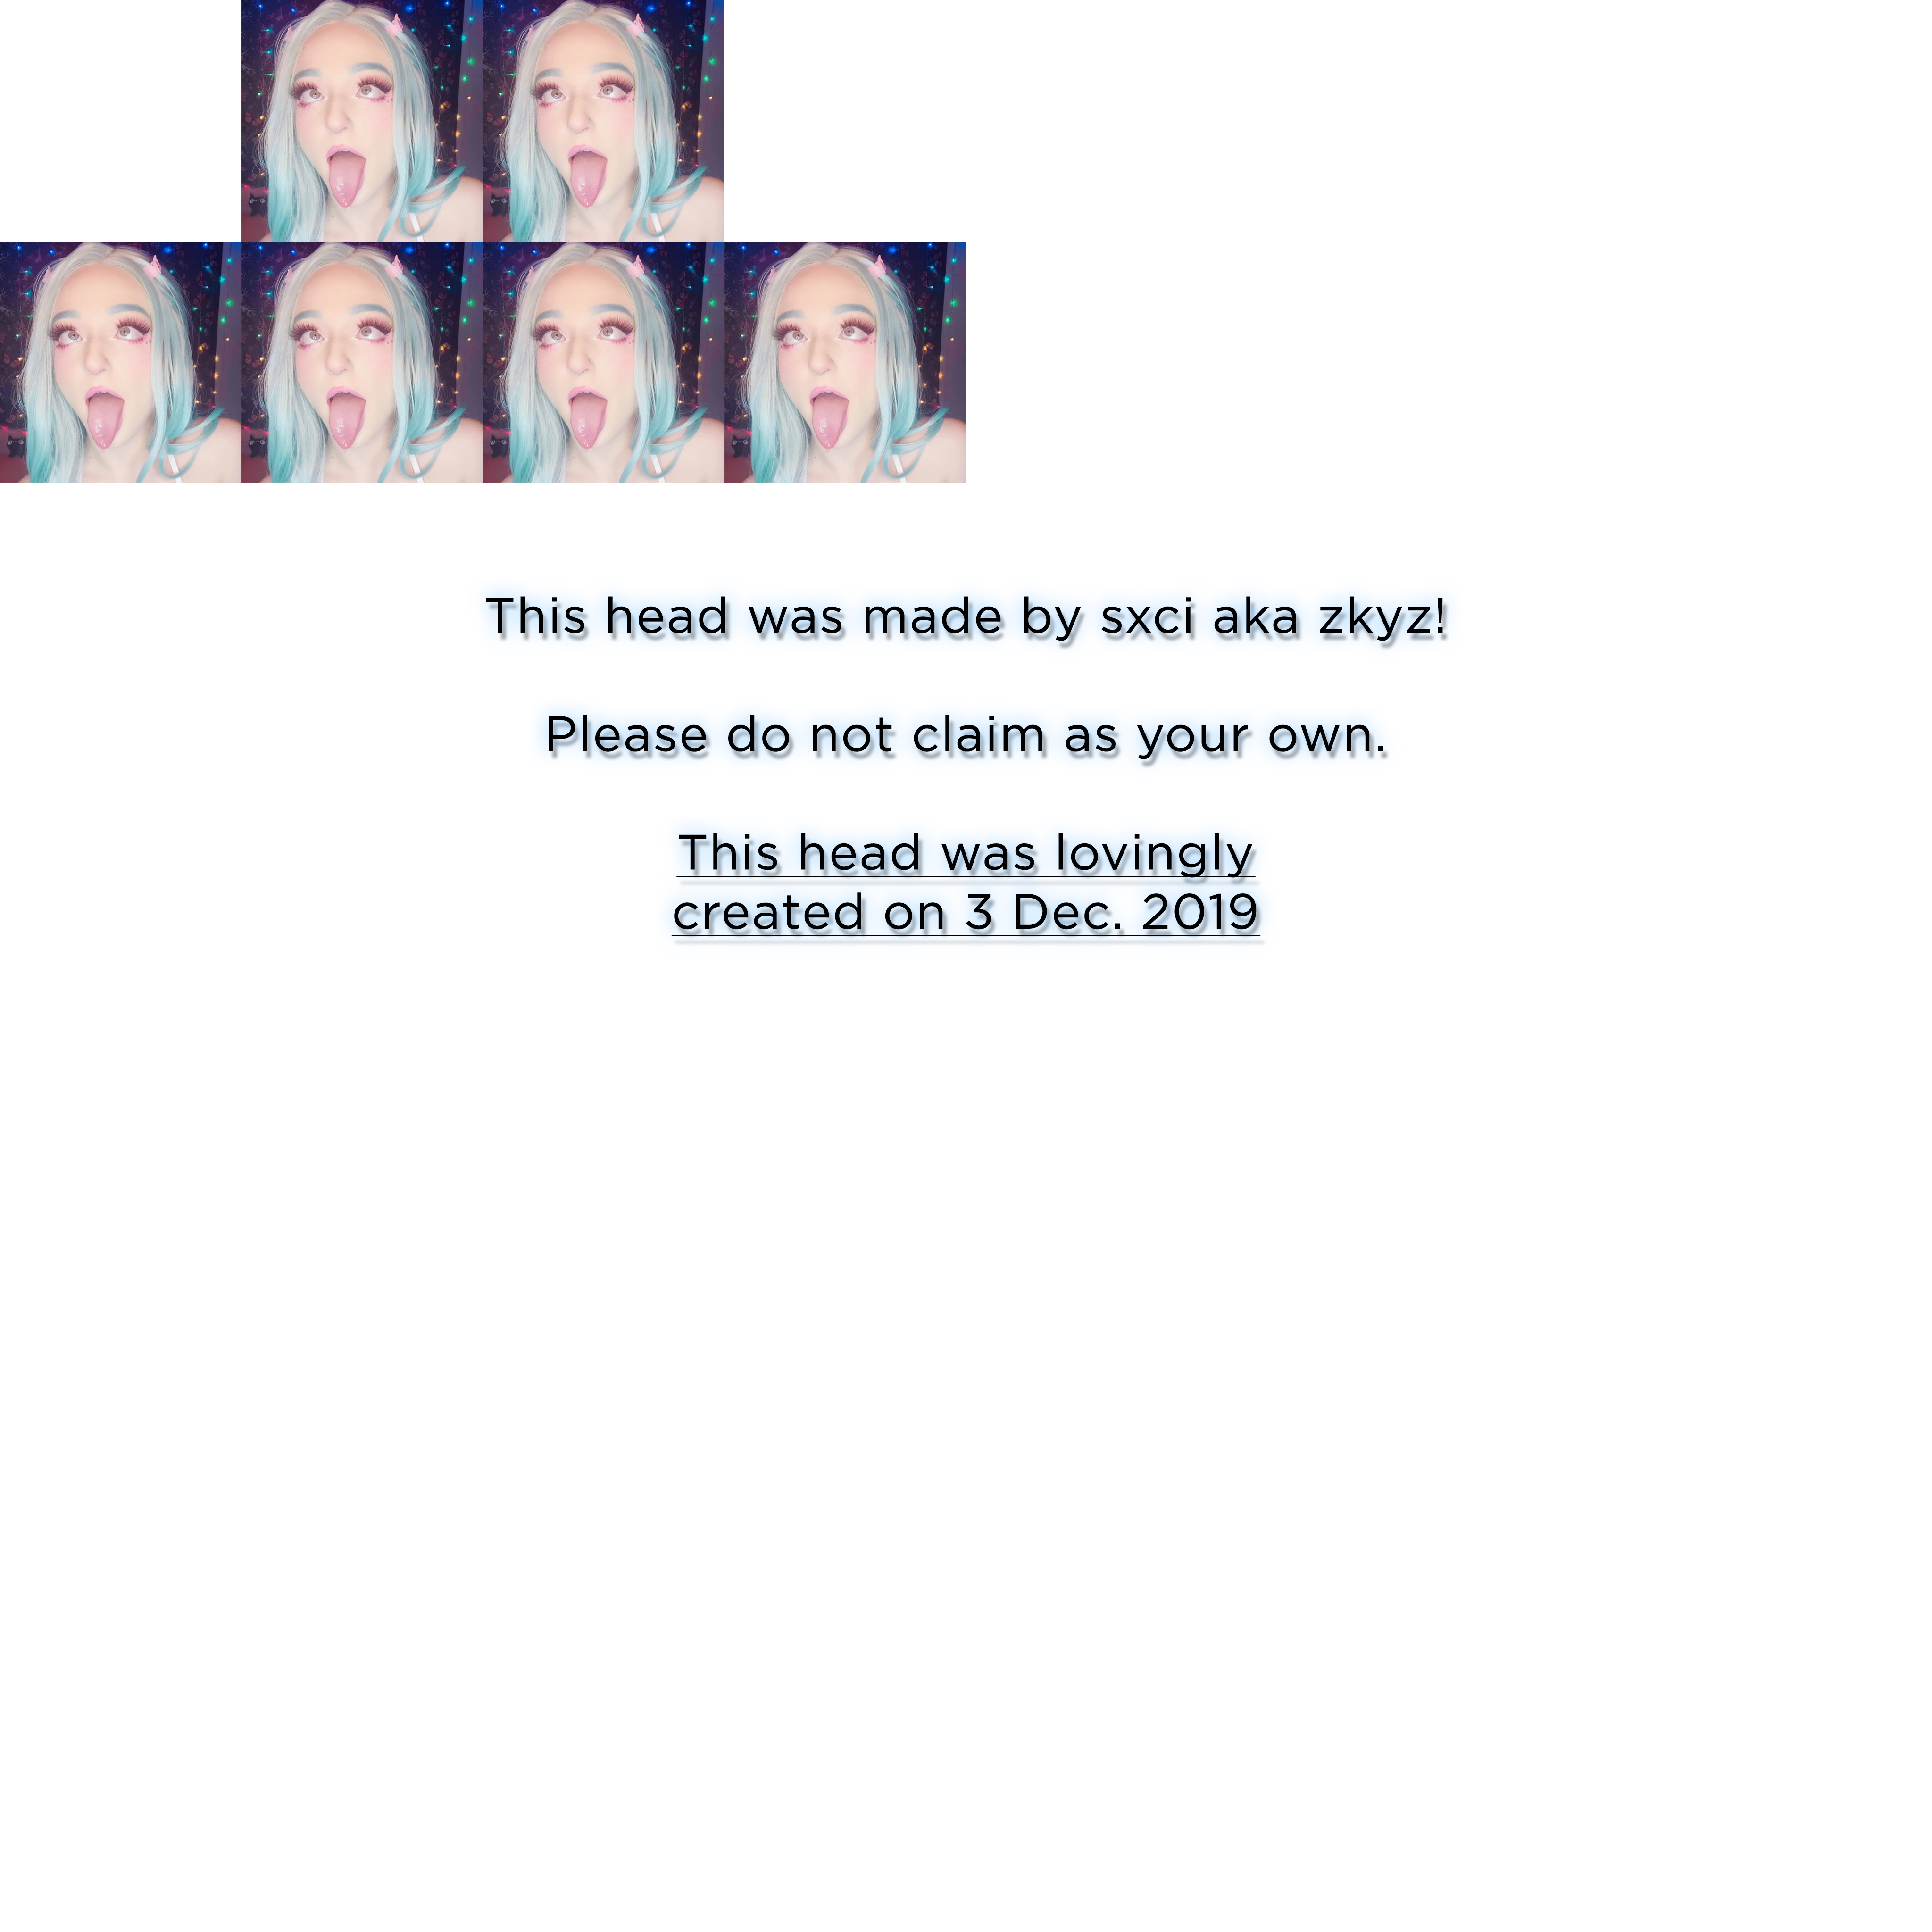 This head was made by sxci aka zkyz!
Please do not claim as your own.
This head was lovingly
created on 3 Dec. 2019